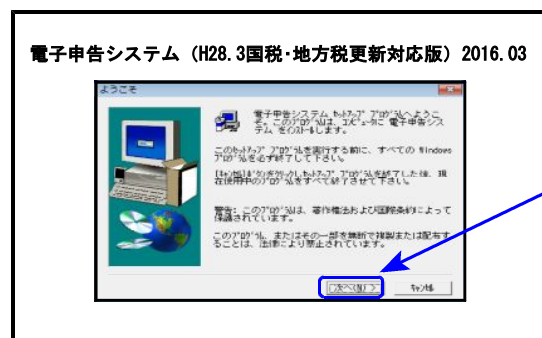 電子申告システム (H28.3国税･地方税更新対応版) 2016.03
ようこそ
電子申告システム ｾｯﾄｱｯﾌﾟ ﾌﾟﾛｸﾞﾗﾑへようこ
そ。このﾌﾟﾛｸﾞﾗﾑは、ｺﾝﾋﾟｭｰﾀに 電子申告シス
テム をｲﾝｽﾄｰﾙします。
このｾｯﾄｱｯﾌﾟ ﾌﾟﾛｸﾞﾗﾑを実行する前に、すべての Windows
ﾌﾟﾛｸﾞﾗﾑを必ず終了して下さい。
[ｷｬﾝｾﾙ]ﾎﾞﾀﾝをｸﾘｯｸしｾｯﾄｱｯﾌﾟ ﾌﾟﾛｸﾞﾗﾑを終了した後、現
在使用中のﾌﾟﾛｸﾞﾗﾑをすべて終了させて下さい。
警告: このﾌﾟﾛｸﾞﾗﾑは、著作権法および国際条約によって
保護されています。
このﾌﾟﾛｸﾞﾗﾑ、またはその一部を無断で複製または配布す
ることは、法律により禁止されています。
次へ(N) >
ｷｬﾝｾﾙ